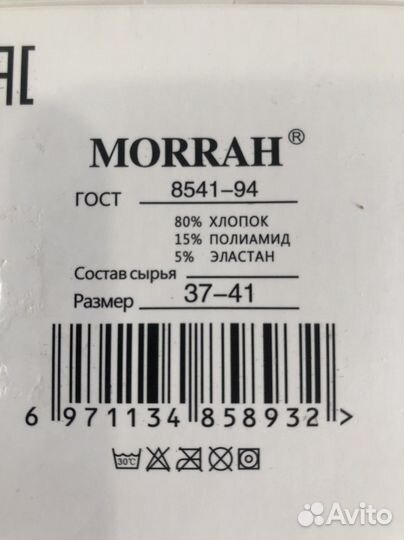 EAC
MORRAH®
ГОСТ 8541-94
80% ХЛОПОК
15% ПОЛИАМИД
5% ЭЛАСТАН
Состав сырья
Размер 37-41
6 971134 858932 >
30°C
Avito